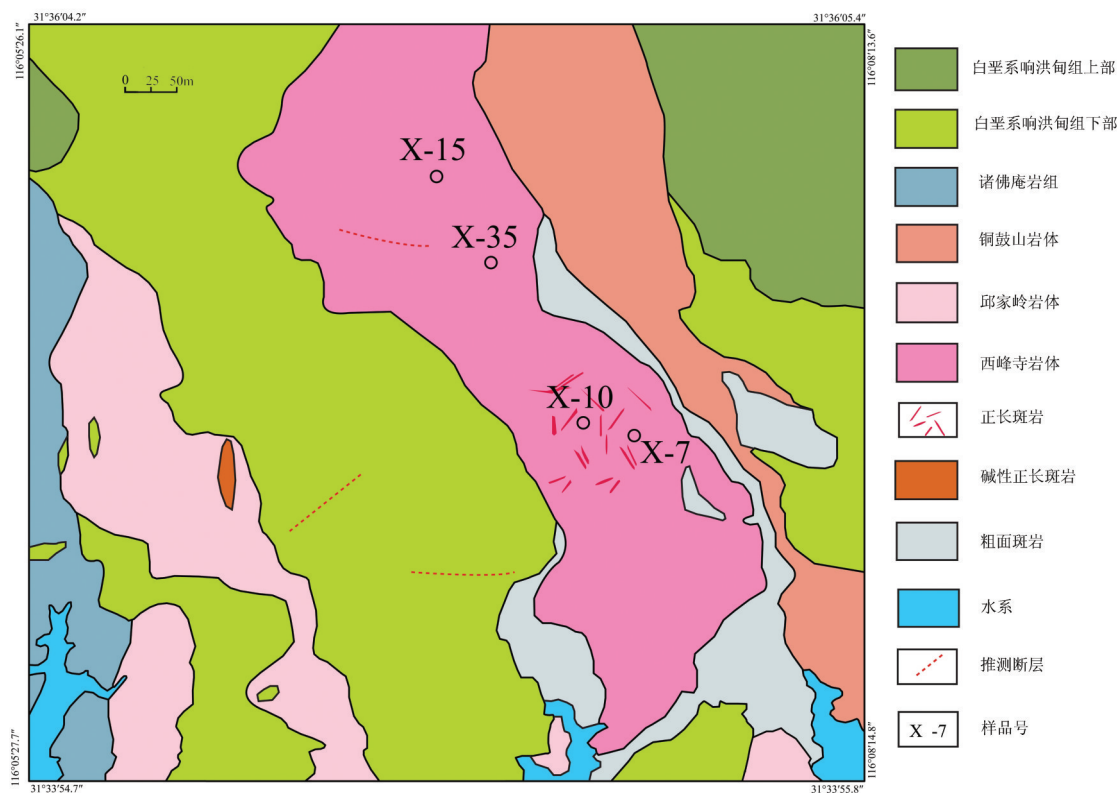 31°36′04.2″
31°36′05.4″
116°05′26.1″
116°08′13.6″
0 25 50m
X-15
X-35
X-10
X-7
116°05′27.7″
116°08′14.8″
31°33′54.7″
31°33′55.8″
白垩系响洪甸组上部
白垩系响洪甸组下部
诸佛庵岩组
铜鼓山岩体
邱家岭岩体
西峰寺岩体
正长斑岩
碱性正长斑岩
粗面斑岩
水系
推测断层
X -7 样品号